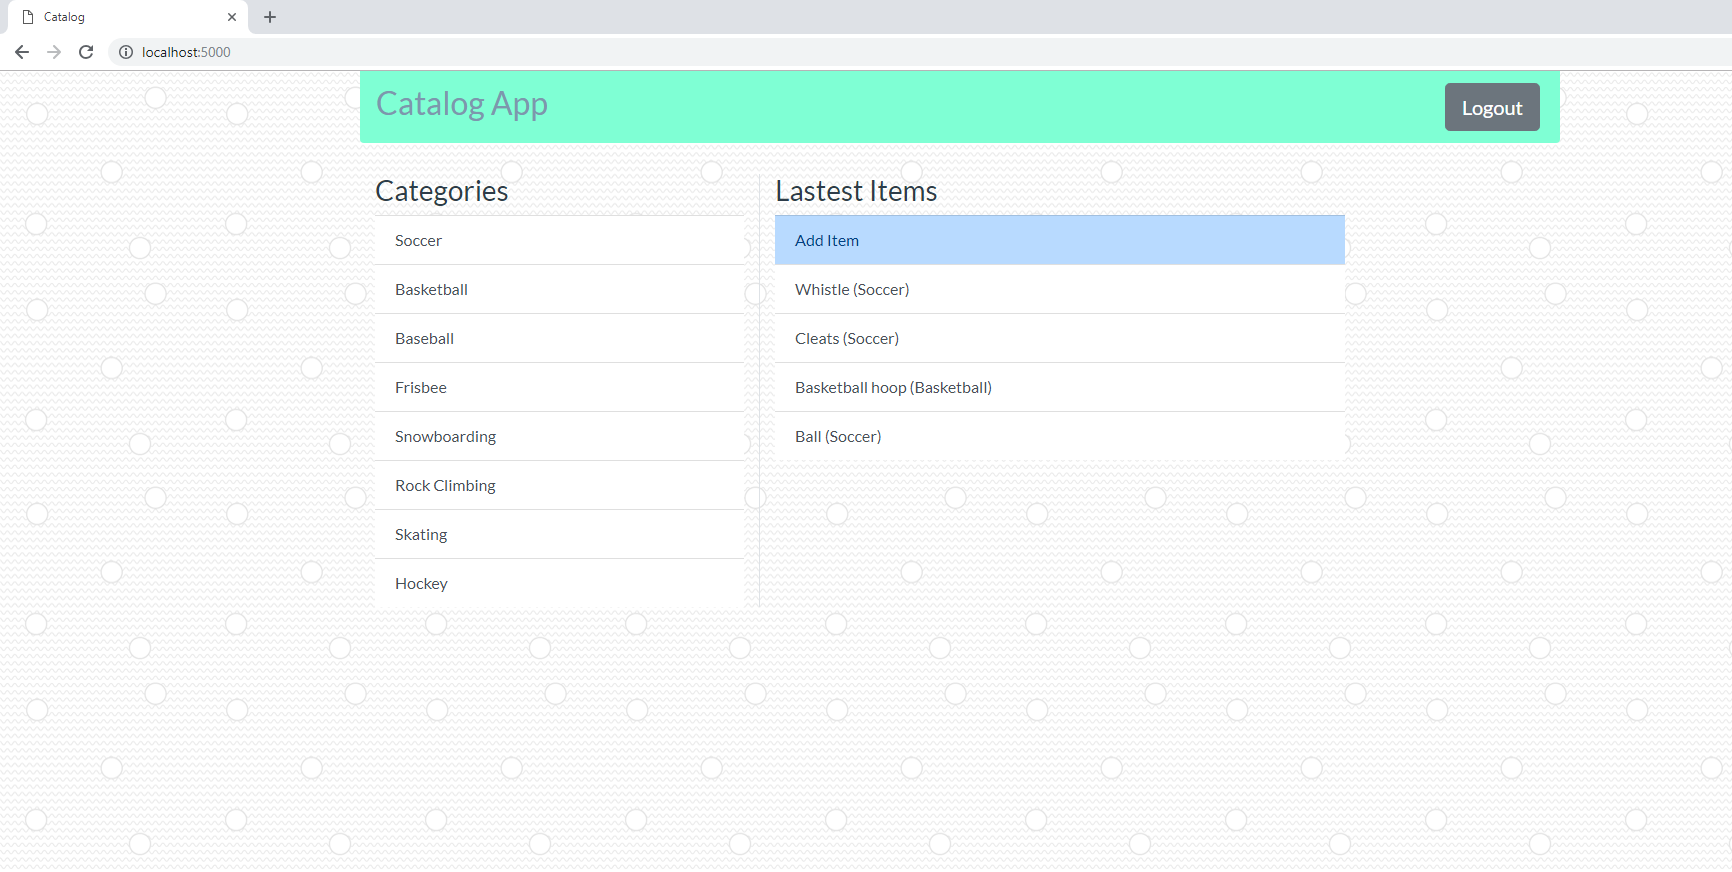 Catalog
localhost:5000
Catalog App
Logout
Categories
Soccer
Basketball
Baseball
Frisbee
Snowboarding
Rock Climbing
Skating
Hockey
Lastest Items
Add Item
Whistle (Soccer)
Cleats (Soccer)
Basketball hoop (Basketball)
Ball (Soccer)